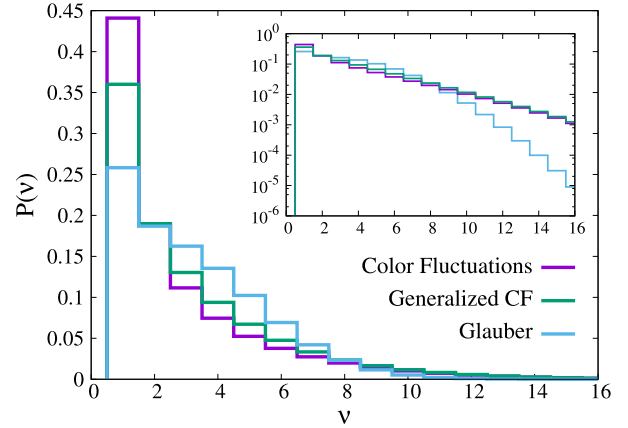 0.45
0.4
0.35
0.3
0.25
0.2
0.15
0.1
0.05
0
P(ν)
0 2 4 6 8 10 12 14 16
ν
10⁰
10⁻¹
10⁻²
10⁻³
10⁻⁴
10⁻⁵
10⁻⁶
0 2 4 6 8 10 12 14 16
Color Fluctuations
Generalized CF
Glauber